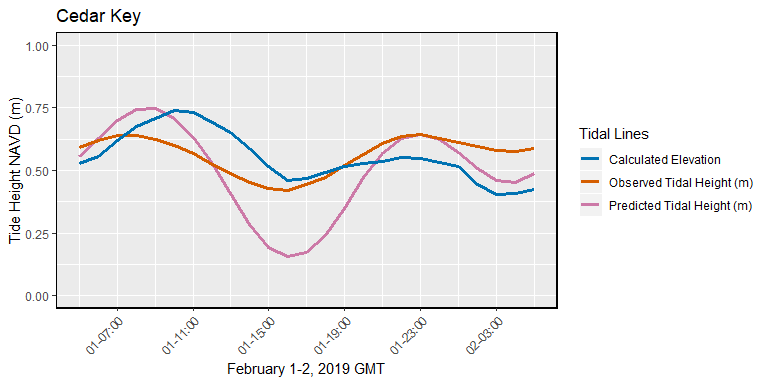 Cedar Key
1.00
0.75
0.50
0.25
0.00
Tide Height NAVD (m)
01-07:00
01-11:00
01-15:00
01-19:00
01-23:00
02-03:00
February 1-2, 2019 GMT
Tidal Lines
Calculated Elevation
Observed Tidal Height (m)
Predicted Tidal Height (m)